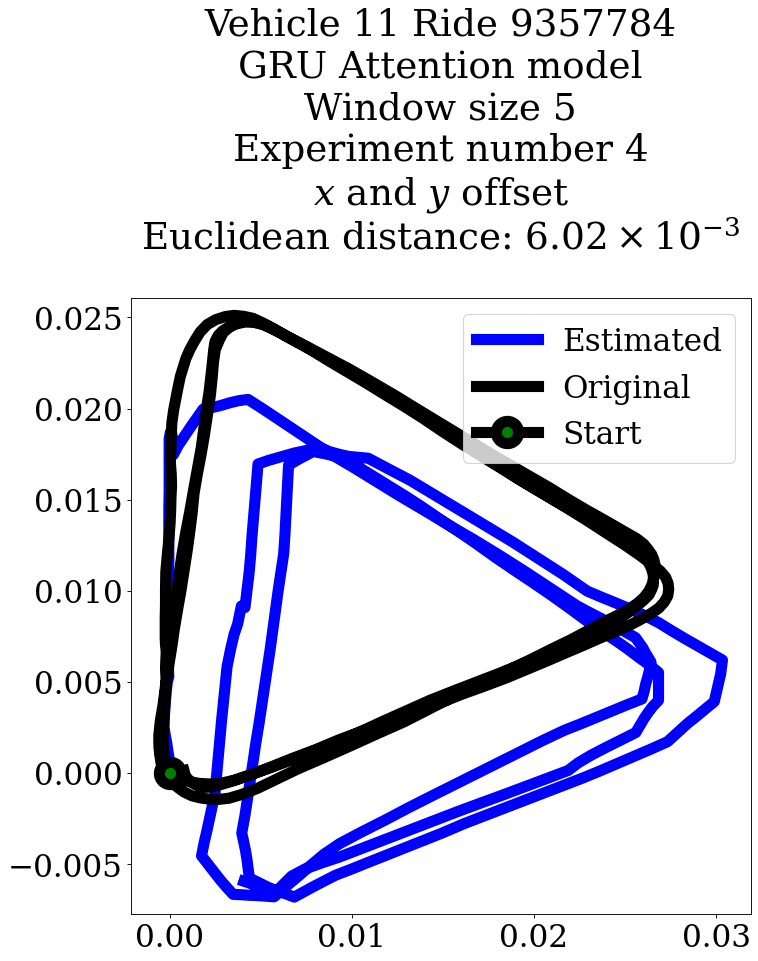 Vehicle 11 Ride 9357784
GRU Attention model
Window size 5
Experiment number 4
x and y offset
Euclidean distance: 6.02 × 10⁻³
Estimated
Original
Start
0.025
0.020
0.015
0.010
0.005
0.000
−0.005
0.00 0.01 0.02 0.03